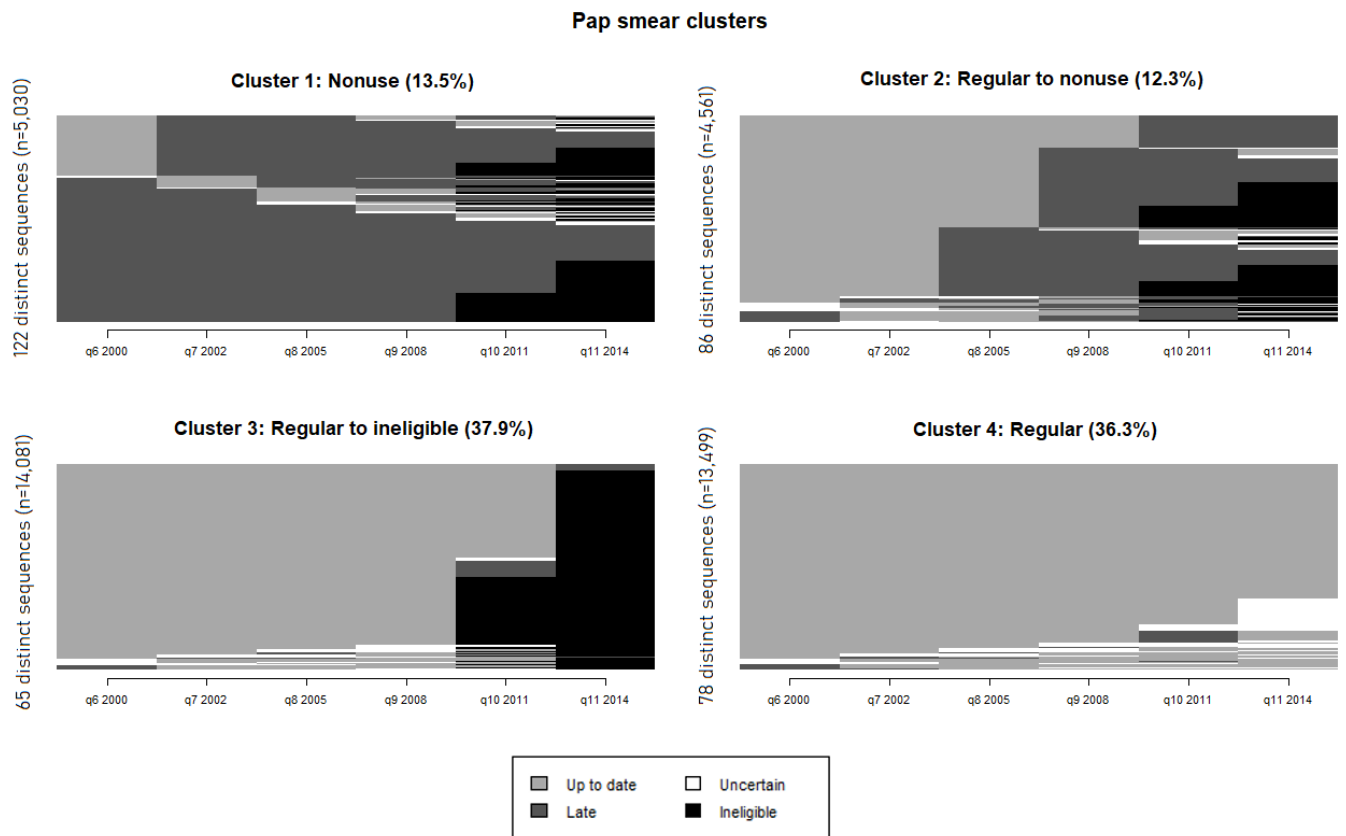 Pap smear clusters
Cluster 1: Nonuse (13.5%)
122 distinct sequences (n=5,030)
q6 2000 q7 2002 q8 2005 q9 2008 q10 2011 q11 2014
Cluster 2: Regular to nonuse (12.3%)
86 distinct sequences (n=4,561)
q6 2000 q7 2002 q8 2005 q9 2008 q10 2011 q11 2014
Cluster 3: Regular to ineligible (37.9%)
65 distinct sequences (n=14,081)
q6 2000 q7 2002 q8 2005 q9 2008 q10 2011 q11 2014
Cluster 4: Regular (36.3%)
78 distinct sequences (n=13,499)
q6 2000 q7 2002 q8 2005 q9 2008 q10 2011 q11 2014
Up to date Uncertain
Late Ineligible